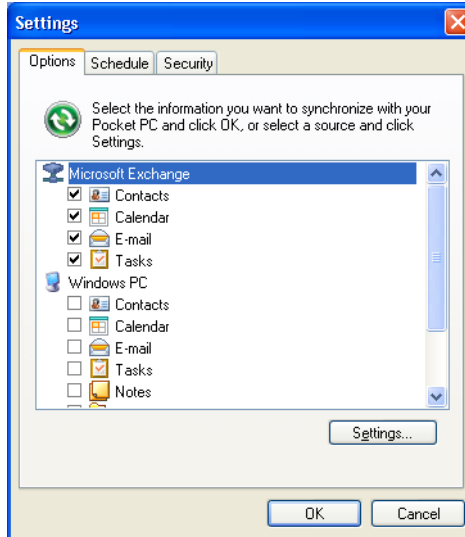 Settings
Options Schedule Security
Select the information you want to synchronize with your
Pocket PC and click OK, or select a source and click
Settings.
Microsoft Exchange
Contacts
Calendar
E-mail
Tasks
Windows PC
Contacts
Calendar
E-mail
Tasks
Notes
Settings...
OK Cancel